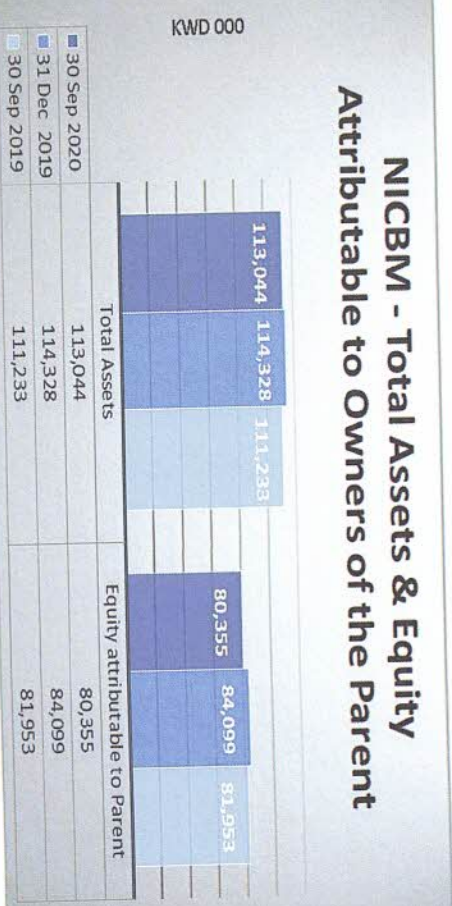 NICBM - Total Assets & Equity
Attributable to Owners of the Parent
KWD 000
113,044 114,328 111,233 80,355 84,099 81,953
Total Assets Equity attributable to Parent
30 Sep 2020 113,044 80,355
31 Dec 2019 114,328 84,099
30 Sep 2019 111,233 81,953